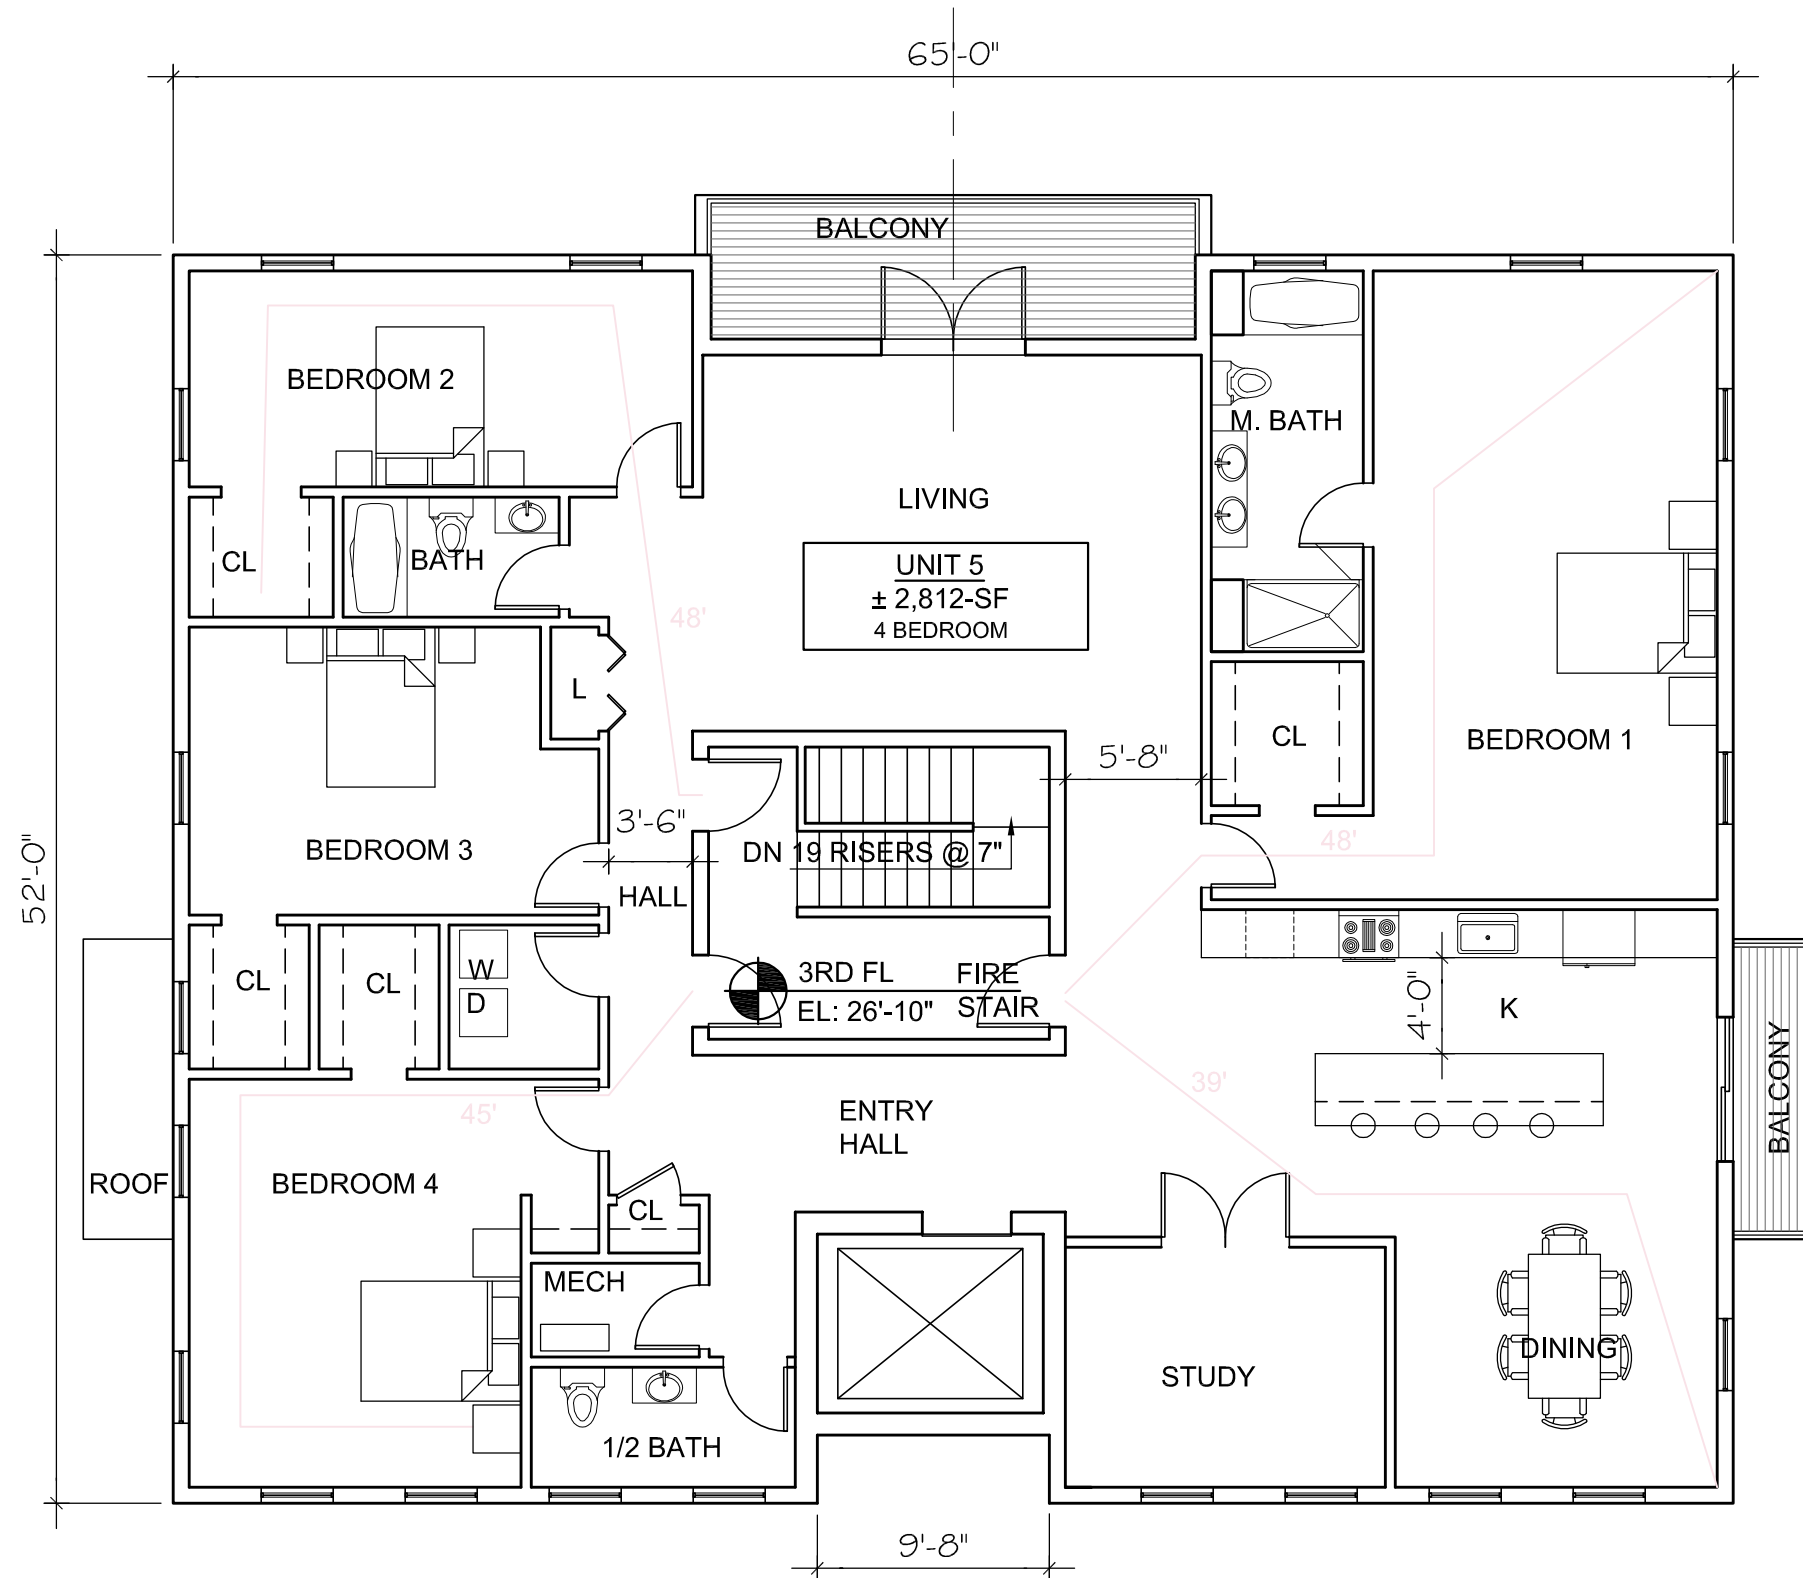 65'-0"
BALCONY
BEDROOM 2
M. BATH
LIVING
CL
BATH
UNIT 5
± 2,812-SF
4 BEDROOM
48'
L
CL
BEDROOM 1
5'-8"
3'-6"
BEDROOM 3
DN 19 RISERS @ 7"
48'
52'-0"
HALL
CL
CL
W
D
3RD FL
EL: 26'-10"
FIRE
STAIR
4'-0"
K
BALCONY
39'
45'
ENTRY
HALL
ROOF
BEDROOM 4
CL
MECH
STUDY
DINING
1/2 BATH
9'-8"